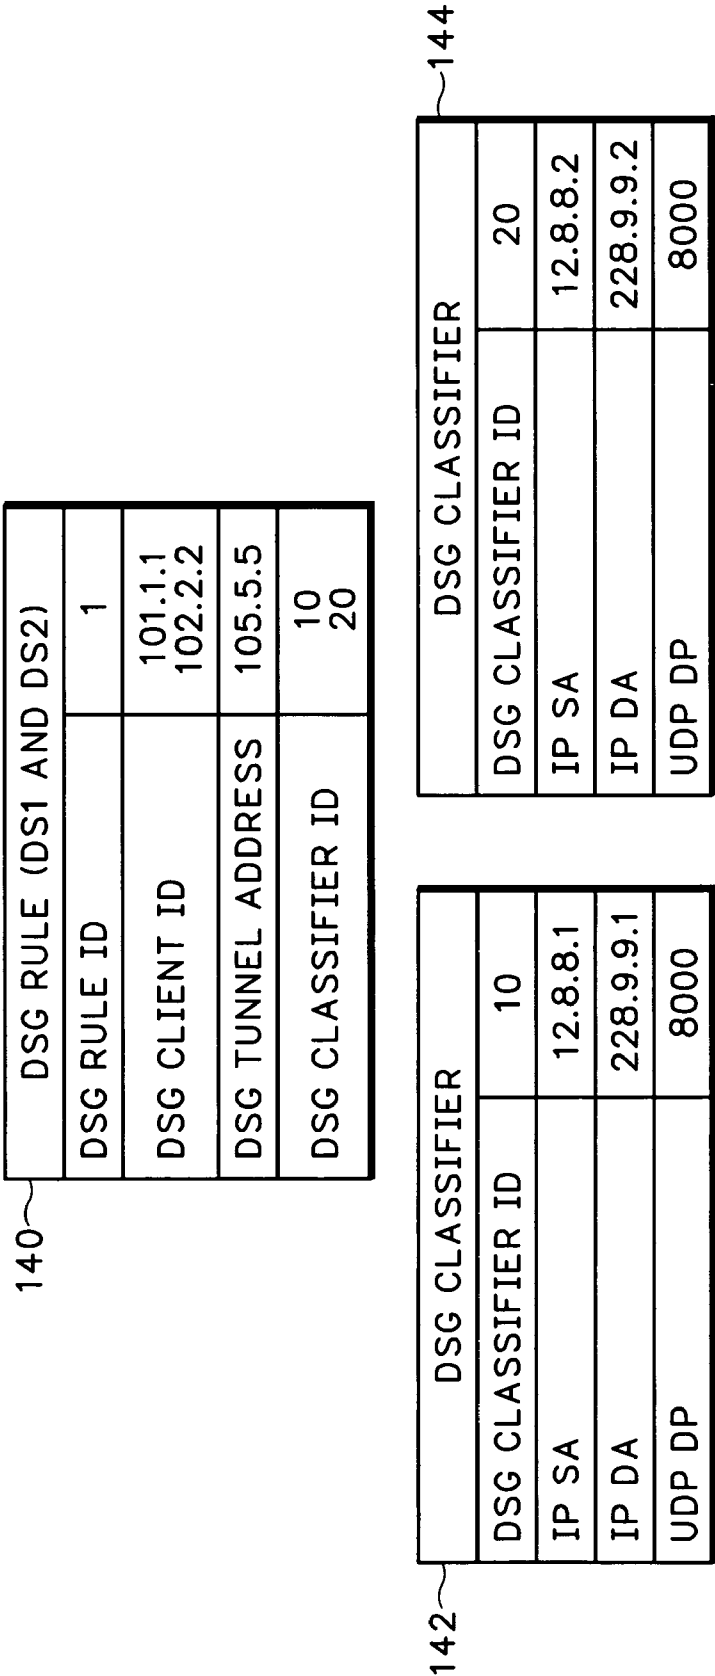 140
DSG RULE (DS1 AND DS2)
DSG RULE ID 1
DSG CLIENT ID 101.1.1
102.2.2
DSG TUNNEL ADDRESS 105.5.5
DSG CLASSIFIER ID 10
20
142
DSG CLASSIFIER
DSG CLASSIFIER ID 10
IP SA 12.8.8.1
IP DA 228.9.9.1
UDP DP 8000
144
DSG CLASSIFIER
DSG CLASSIFIER ID 20
IP SA 12.8.8.2
IP DA 228.9.9.2
UDP DP 8000